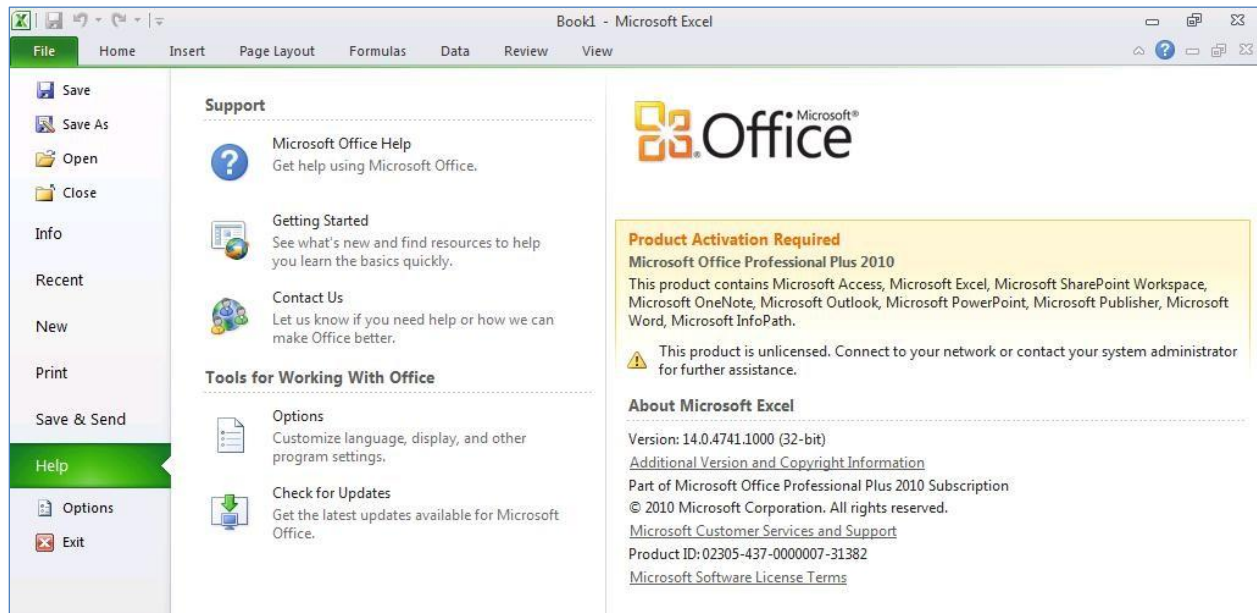 Book1 - Microsoft Excel
File Home Insert Page Layout Formulas Data Review View
Save
Save As
Open
Close
Info
Recent
New
Print
Save & Send
Help
Options
Exit
Support
Microsoft Office Help
Get help using Microsoft Office.
Getting Started
See what's new and find resources to help
you learn the basics quickly.
Contact Us
Let us know if you need help or how we can
make Office better.
Tools for Working With Office
Options
Customize language, display, and other
program settings.
Check for Updates
Get the latest updates available for Microsoft
Office.
Microsoft®
Office
Product Activation Required
Microsoft Office Professional Plus 2010
This product contains Microsoft Access, Microsoft Excel, Microsoft SharePoint Workspace,
Microsoft OneNote, Microsoft Outlook, Microsoft PowerPoint, Microsoft Publisher, Microsoft
Word, Microsoft InfoPath.
This product is unlicensed. Connect to your network or contact your system administrator
for further assistance.
About Microsoft Excel
Version: 14.0.4741.1000 (32-bit)
Additional Version and Copyright Information
Part of Microsoft Office Professional Plus 2010 Subscription
© 2010 Microsoft Corporation. All rights reserved.
Microsoft Customer Services and Support
Product ID: 02305-437-0000007-31382
Microsoft Software License Terms